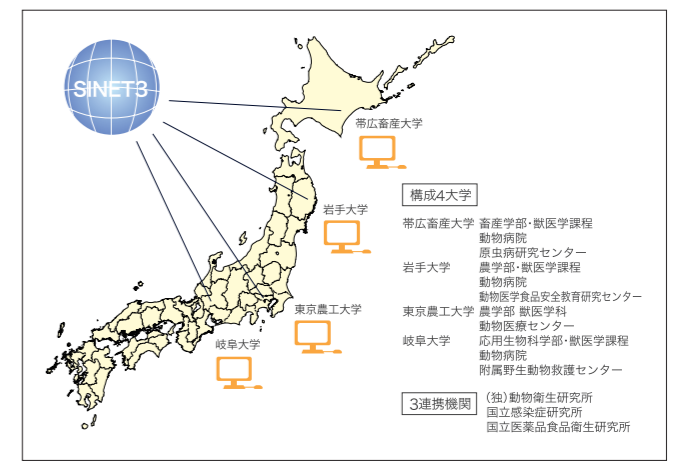 SINET3
帯広畜産大学
岩手大学
東京農工大学
岐阜大学
構成4大学
帯広畜産大学 畜産学部・獣医学課程
動物病院
原虫病研究センター
岩手大学 農学部・獣医学課程
動物病院
動物医学食品安全教育研究センター
東京農工大学 農学部 獣医学科
動物医療センター
岐阜大学 応用生物科学部・獣医学課程
動物病院
附属野生動物救護センター
3連携機関
(独)動物衛生研究所
国立感染症研究所
国立医薬品食品衛生研究所